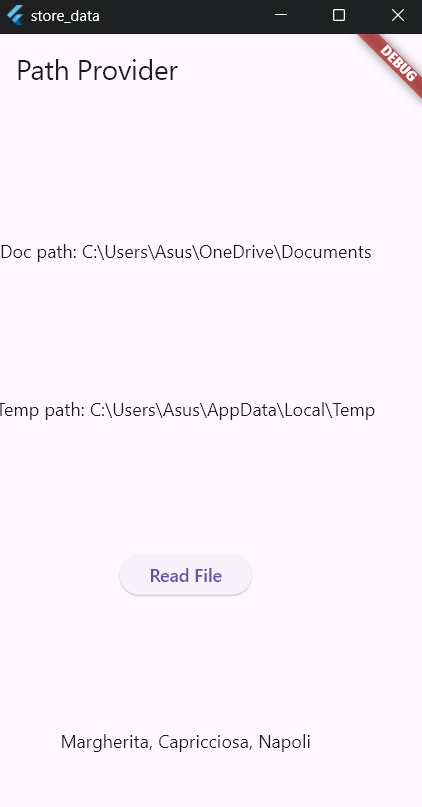 store_data
DEBUG
Path Provider
Doc path: C:\Users\Asus\OneDrive\Documents
Temp path: C:\Users\Asus\AppData\Local\Temp
Read File
Margherita, Capricciosa, Napoli